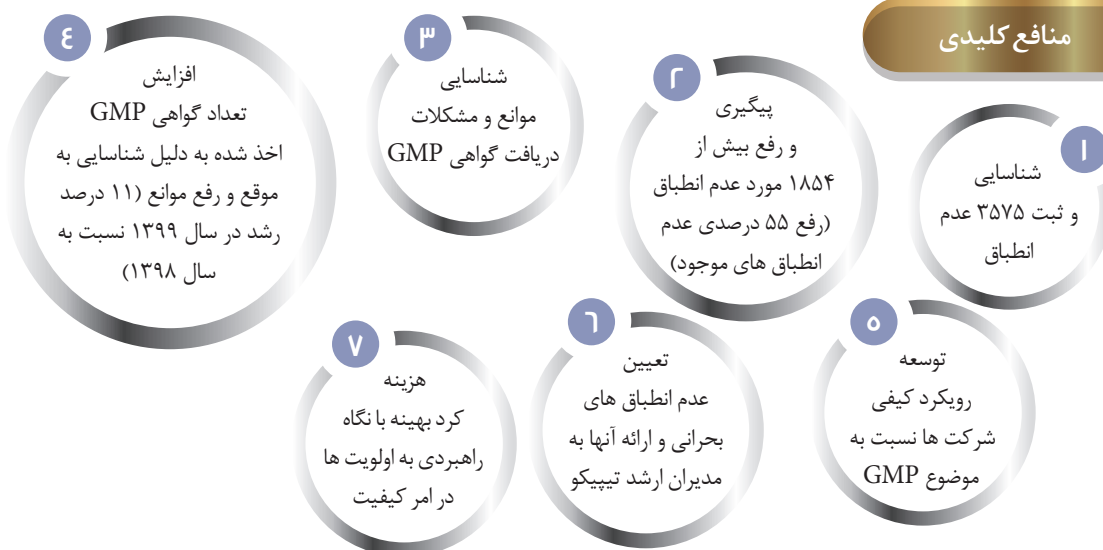 منافع کلیدی
۱
شناسایی
و ثبت ۳۵۷۵ عدم
انطباق
۲
پیگیری
و رفع بیش از
۱۸۵۴ مورد عدم انطباق
(رفع ۵۵ درصدی عدم
انطباق های موجود)
۳
شناسایی
موانع و مشکلات
دریافت گواهی GMP
٤
افزایش
تعداد گواهی GMP
اخذ شده به دلیل شناسایی به
موقع و رفع موانع (۱۱ درصد
رشد در سال ۱۳۹۹ نسبت به
سال ۱۳۹۸)
٥
توسعه
رویکرد کیفی
شرکت ها نسبت به
موضوع GMP
٦
تعیین
عدم انطباق های
بحرانی و ارائه آنها به
مدیران ارشد تیپیکو
۷
هزینه
کرد بهینه با نگاه
راهبردی به اولویت ها
در امر کیفیت